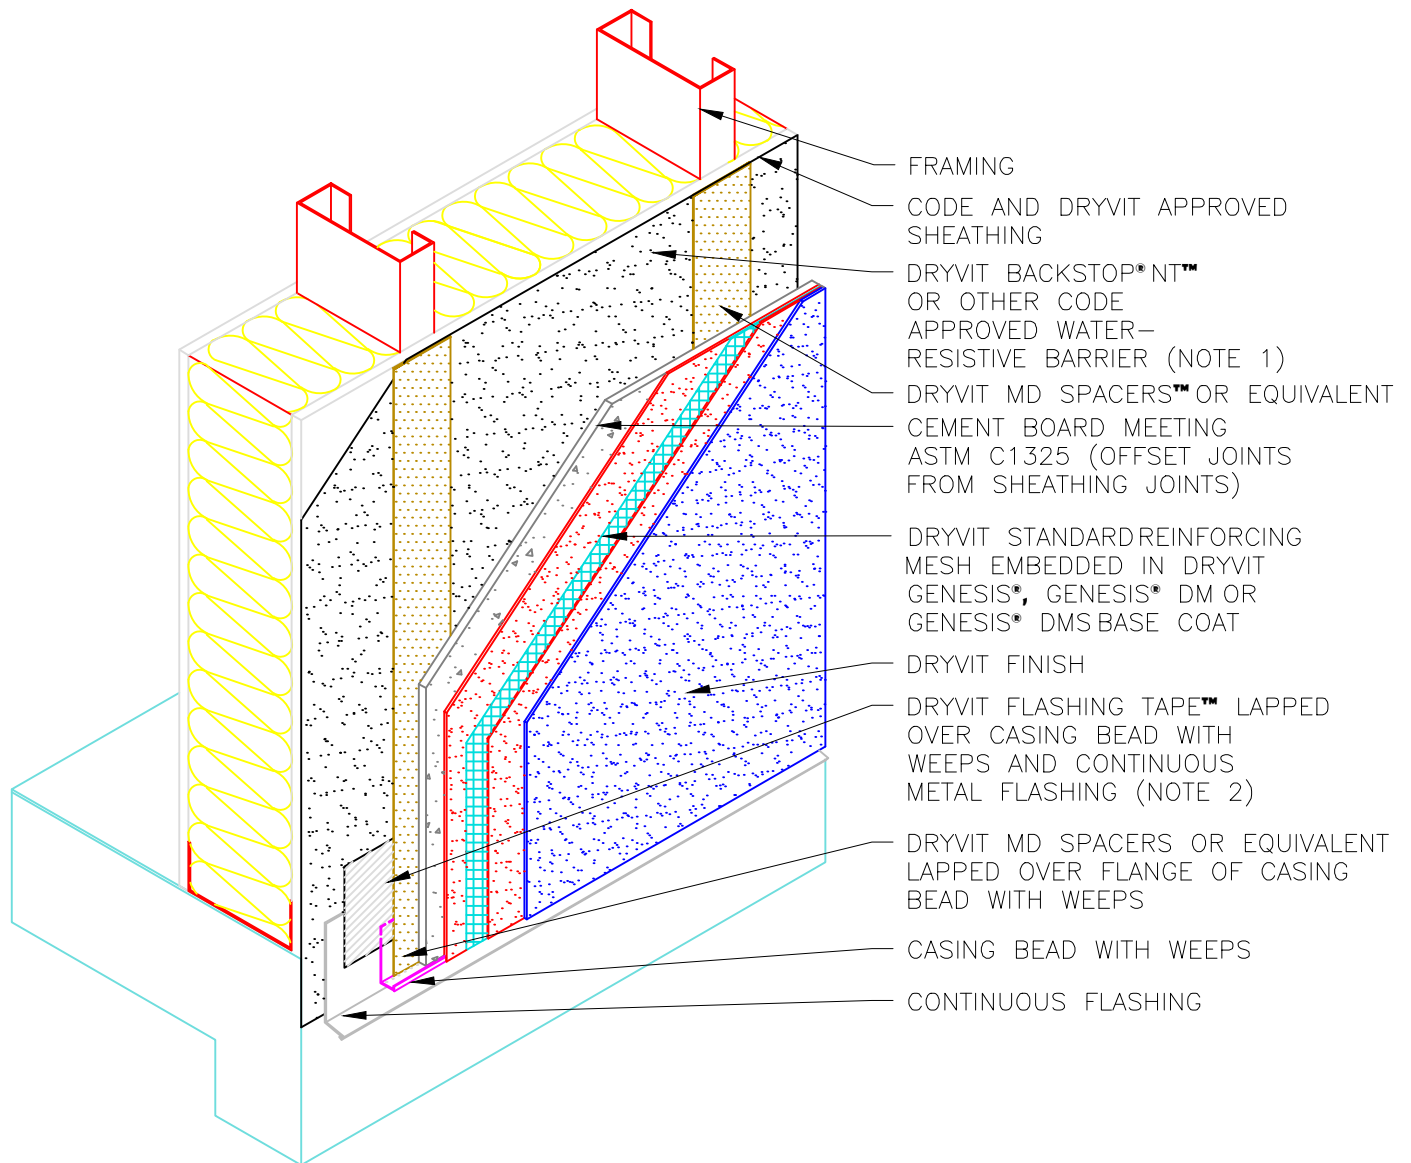 FRAMING
CODE AND DRYVIT APPROVED
SHEATHING
DRYVIT BACKSTOP® NT™
OR OTHER CODE
APPROVED WATER–
RESISTIVE BARRIER (NOTE 1)
DRYVIT MD SPACERS™ OR EQUIVALENT
CEMENT BOARD MEETING
ASTM C1325 (OFFSET JOINTS
FROM SHEATHING JOINTS)
DRYVIT STANDARD REINFORCING
MESH EMBEDDED IN DRYVIT
GENESIS®, GENESIS® DM OR
GENESIS® DMS BASE COAT
DRYVIT FINISH
DRYVIT FLASHING TAPE™ LAPPED
OVER CASING BEAD WITH
WEEPS AND CONTINUOUS
METAL FLASHING (NOTE 2)
DRYVIT MD SPACERS OR EQUIVALENT
LAPPED OVER FLANGE OF CASING
BEAD WITH WEEPS
CASING BEAD WITH WEEPS
CONTINUOUS FLASHING